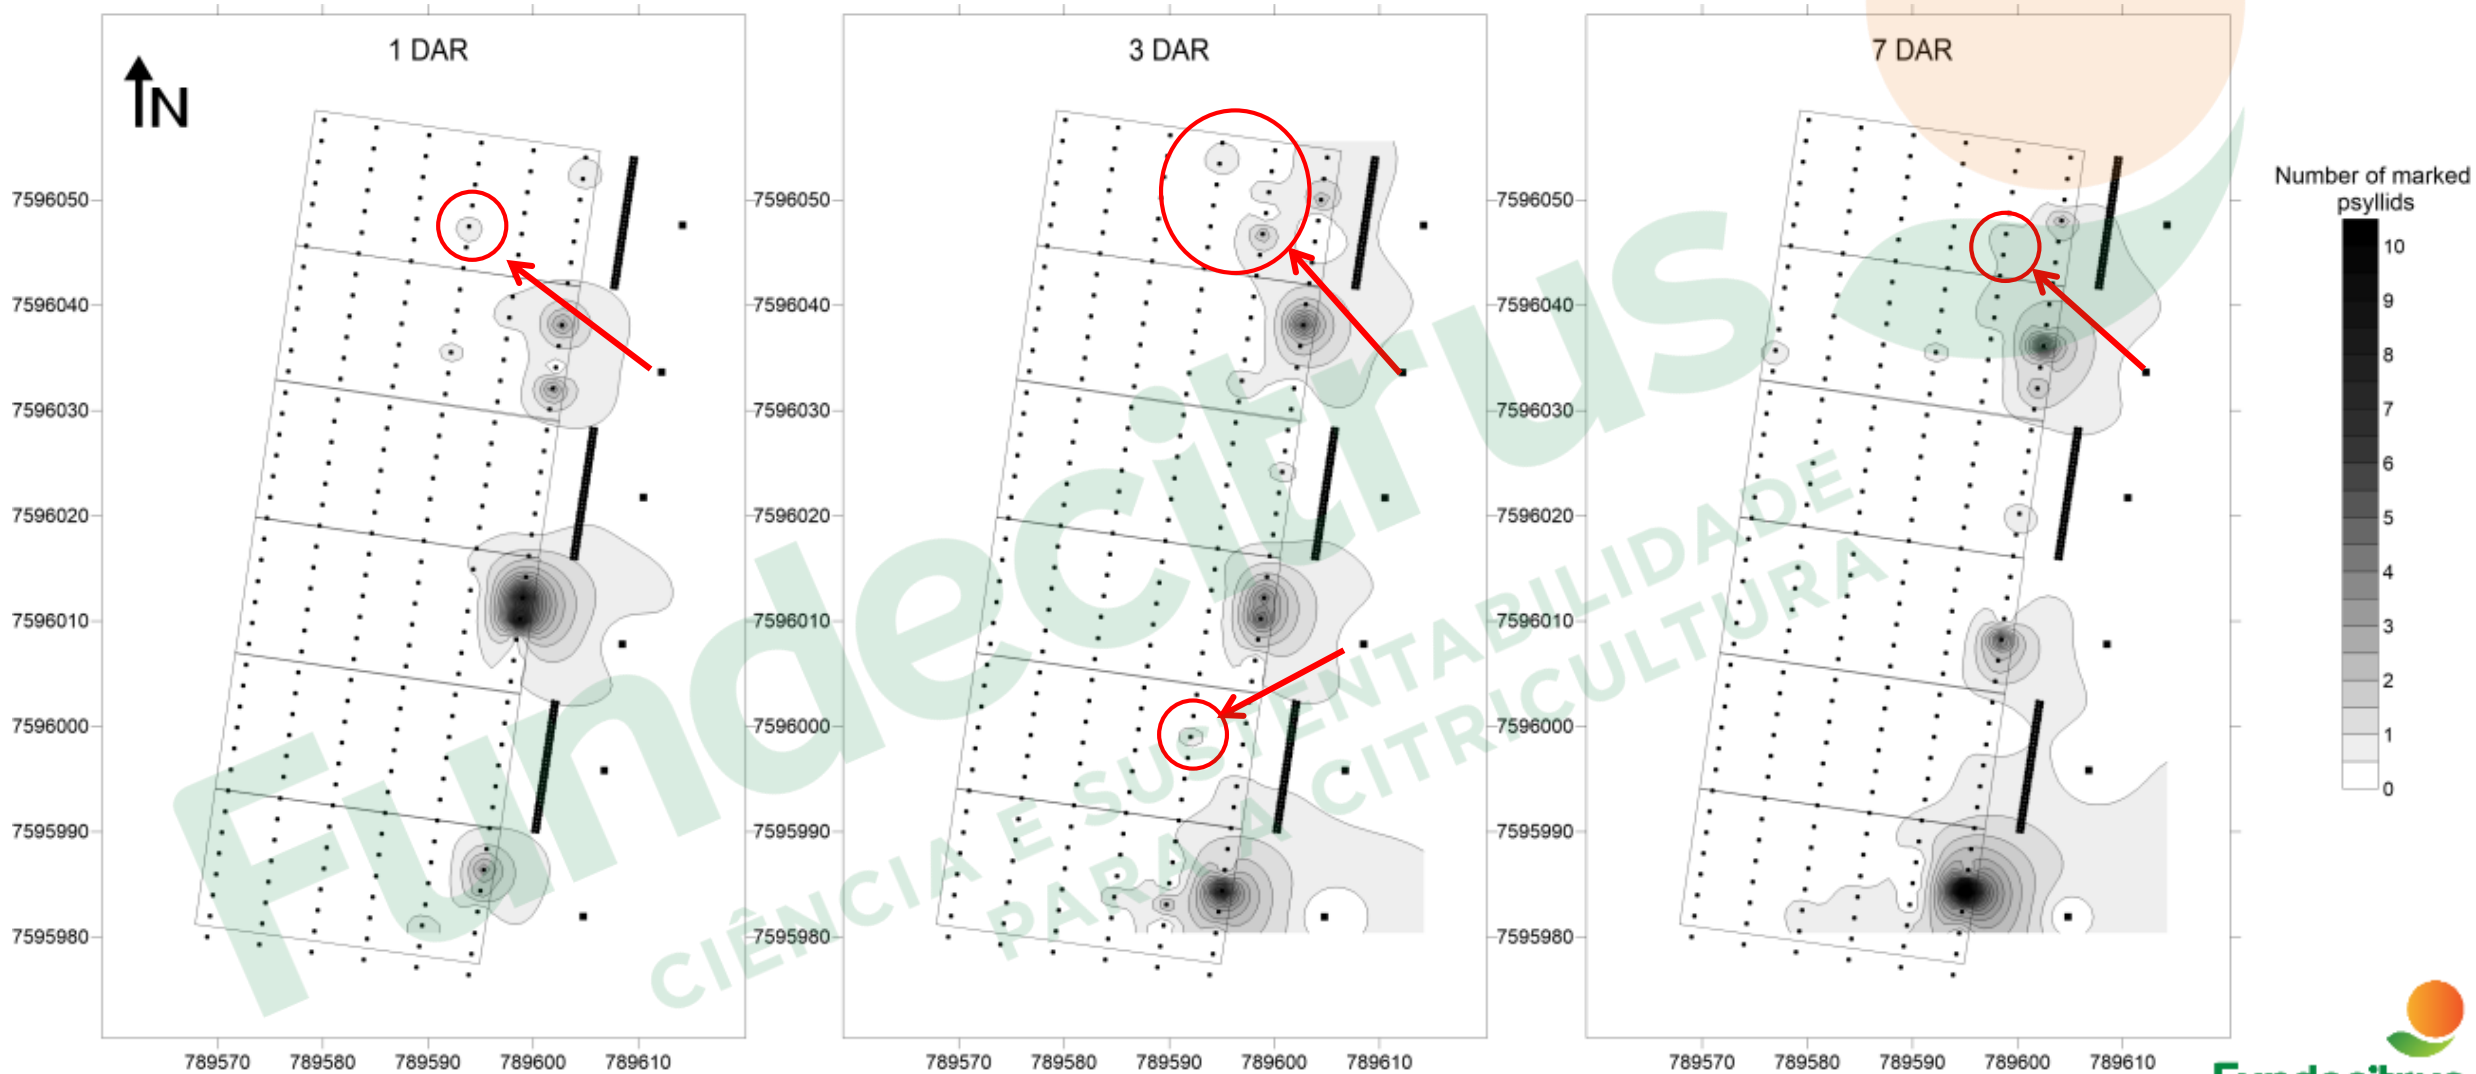 1 DAR
3 DAR
7 DAR
N
Number of marked
psyllids
10
9
8
7
6
5
4
3
2
1
0
7596050
7596040
7596030
7596020
7596010
7596000
7595990
7595980
7596050
7596040
7596030
7596020
7596010
7596000
7595990
7595980
7596050
7596040
7596030
7596020
7596010
7596000
7595990
7595980
789570 789580 789590 789600 789610
789570 789580 789590 789600 789610
789570 789580 789590 789600 789610
Fundecitrus
CIÊNCIA E SUSTENTABILIDADE
PARA A CITRICULTURA
Fundecitrus